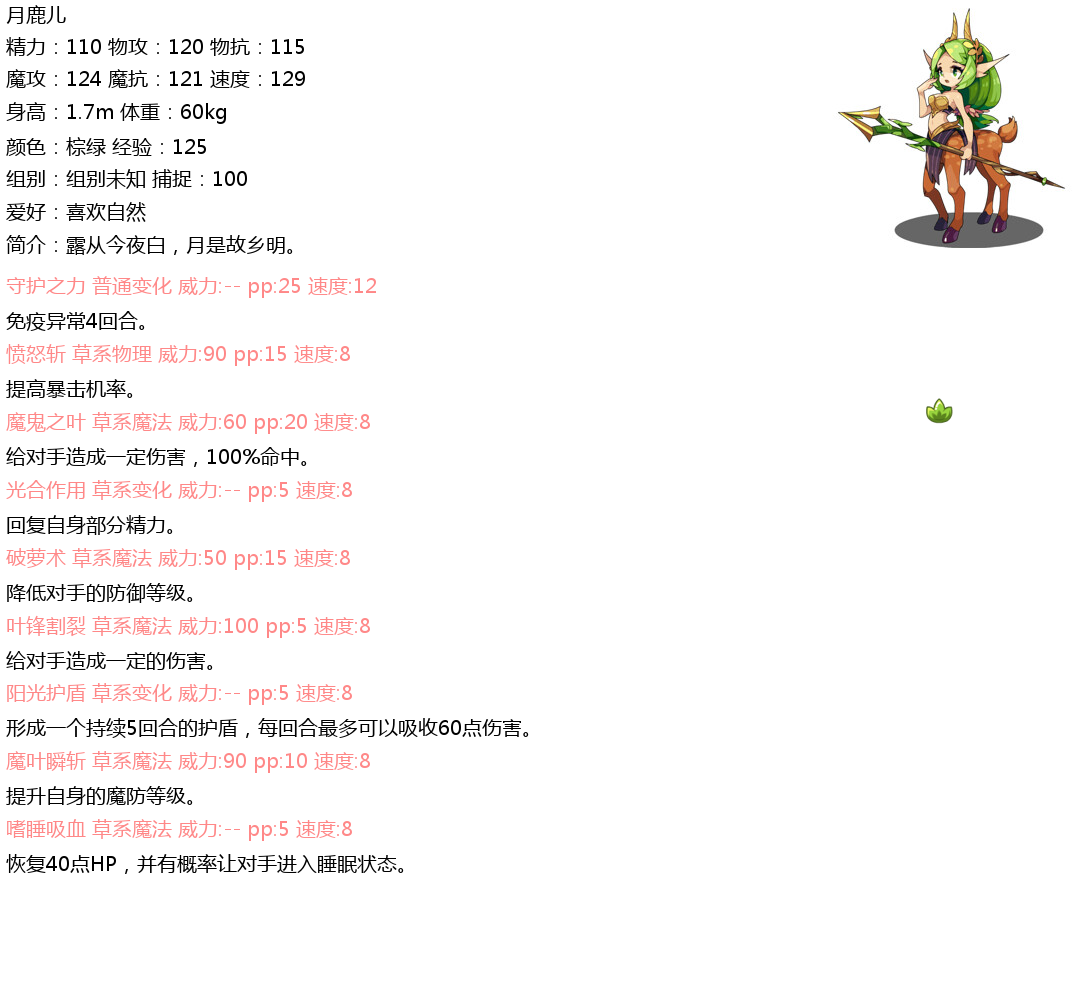 月鹿儿
精力：110 物攻：120 物抗：115
魔攻：124 魔抗：121 速度：129
身高：1.7m 体重：60kg
颜色：棕绿 经验：125
组别：组别未知 捕捉：100
爱好：喜欢自然
简介：露从今夜白，月是故乡明。
守护之力 普通变化 威力:-- pp:25 速度:12
免疫异常4回合。
愤怒斩 草系物理 威力:90 pp:15 速度:8
提高暴击机率。
魔鬼之叶 草系魔法 威力:60 pp:20 速度:8
给对手造成一定伤害，100%命中。
光合作用 草系变化 威力:-- pp:5 速度:8
回复自身部分精力。
破萝术 草系魔法 威力:50 pp:15 速度:8
降低对手的防御等级。
叶锋割裂 草系魔法 威力:100 pp:5 速度:8
给对手造成一定的伤害。
阳光护盾 草系变化 威力:-- pp:5 速度:8
形成一个持续5回合的护盾，每回合最多可以吸收60点伤害。
魔叶瞬斩 草系魔法 威力:90 pp:10 速度:8
提升自身的魔防等级。
嗜睡吸血 草系魔法 威力:-- pp:5 速度:8
恢复40点HP，并有概率让对手进入睡眠状态。